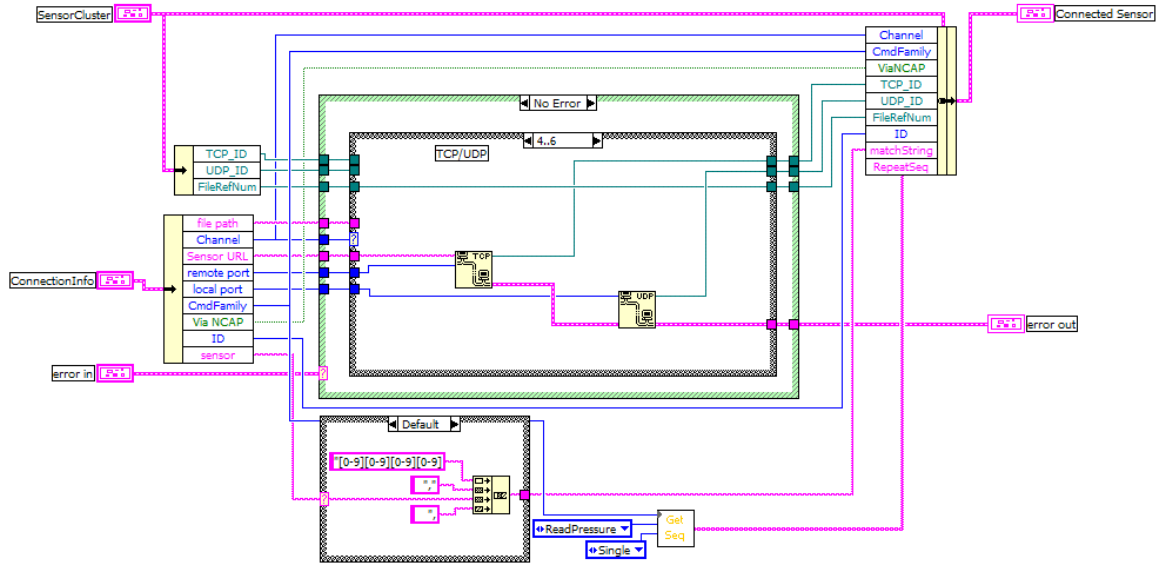 SensorCluster
Connected Sensor
Channel
CmdFamily
ViaNCAP
TCP_ID
UDP_ID
FileRefNum
ID
matchString
RepeatSeq
No Error
4..6
TCP/UDP
TCP_ID
UDP_ID
FileRefNum
file path
Channel
Sensor URL
remote port
local port
CmdFamily
Via NCAP
ID
sensor
ConnectionInfo
error in
TCP
UDP
error out
Default
[0-9][0-9][0-9][0-9]
Get
Seq
ReadPressure
Single